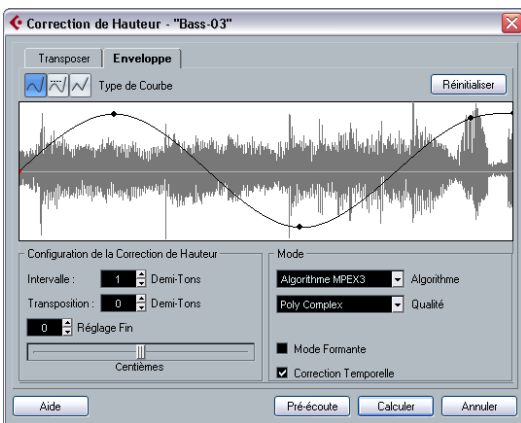 Correction de Hauteur - "Bass-03"
Transposer Enveloppe
Type de Courbe Réinitialiser
Configuration de la Correction de Hauteur
Intervalle : 1 Demi-Tons
Transposition : 0 Demi-Tons
0 Réglage Fin
Centièmes
Mode
Algorithme MPEX3 Algorithme
Poly Complex Qualité
Mode Formante
Correction Temporelle
Aide Pré-écoute Calculer Annuler